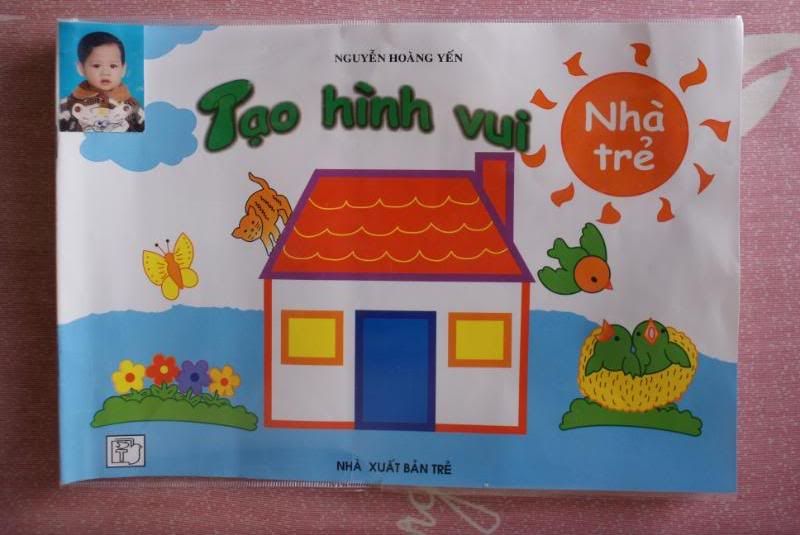 NGUYỄN HOÀNG YẾN
Tạo hình vui
Nhà
trẻ
NHÀ XUẤT BẢN TRẺ